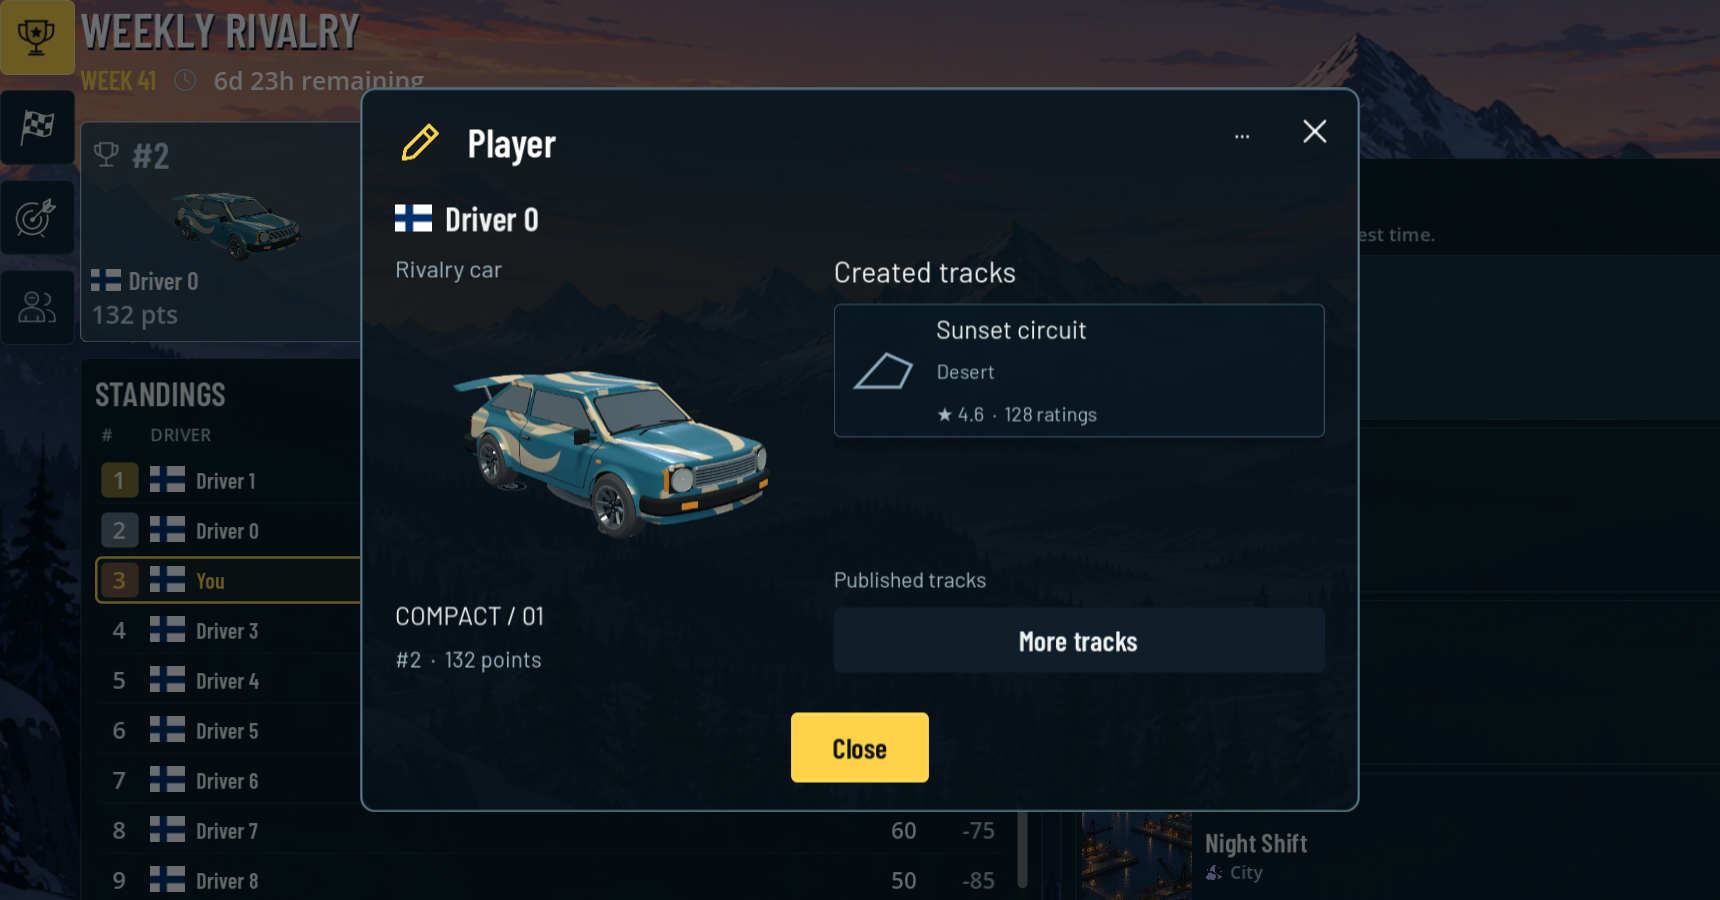 WEEKLY RIVALRY
WEEK 41 6d 23h remaining
#2
Driver 0
132 pts
STANDINGS
# DRIVER
1 Driver 1
2 Driver 0
3 You
4 Driver 3
5 Driver 4
6 Driver 5
7 Driver 6
8 Driver 7 60 -75
9 Driver 8 50 -85
Player
...
Driver 0
Rivalry car
COMPACT / 01
#2 · 132 points
Created tracks
Sunset circuit
Desert
★ 4.6 · 128 ratings
Published tracks
More tracks
Close
est time.
Night Shift
City